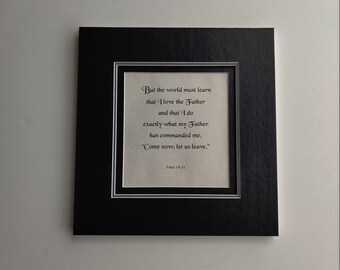 But the world must learn
that I love the Father
and that I do
exactly what my Father
has commanded me.
"Come now; let us leave."
John 14:31